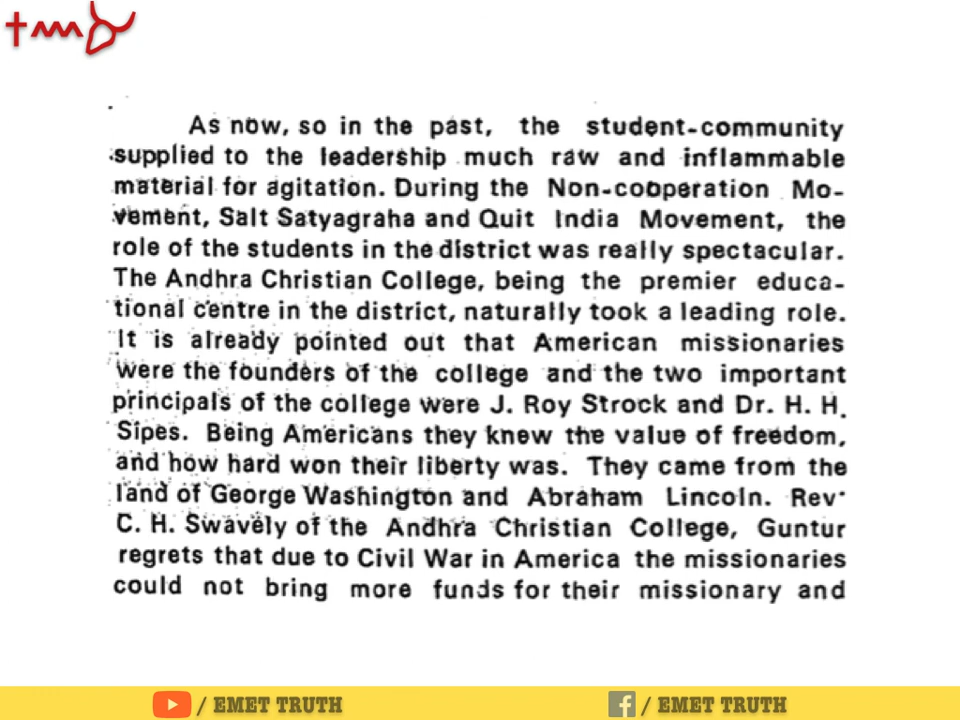 As now, so in the past, the student-community
supplied to the leadership much raw and inflammable
material for agitation. During the Non-cooperation Mo-
vement, Salt Satyagraha and Quit India Movement, the
role of the students in the district was really spectacular.
The Andhra Christian College, being the premier educa-
tional centre in the district, naturally took a leading role.
It is already pointed out that American missionaries
were the founders of the college and the two important
principals of the college were J. Roy Strock and Dr. H. H.
Sipes. Being Americans they knew the value of freedom,
and how hard won their liberty was. They came from the
land of George Washington and Abraham Lincoln. Rev·
C. H. Swavely of the Andhra Christian College, Guntur
regrets that due to Civil War in America the missionaries
could not bring more funds for their missionary and
/ EMET TRUTH
/ EMET TRUTH